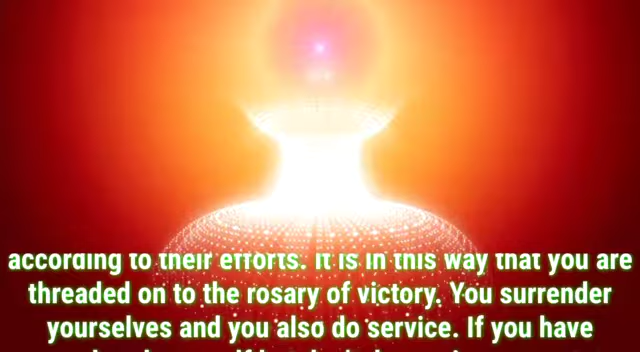 according to their efforts. It is in this way that you are
threaded on to the rosary of victory. You surrender
yourselves and you also do service. If you have